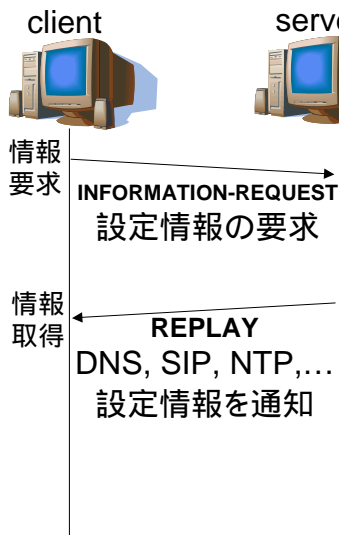 client
serve
情報
要求
INFORMATION-REQUEST
設定情報の要求
情報
取得
REPLAY
DNS, SIP, NTP,…
設定情報を通知